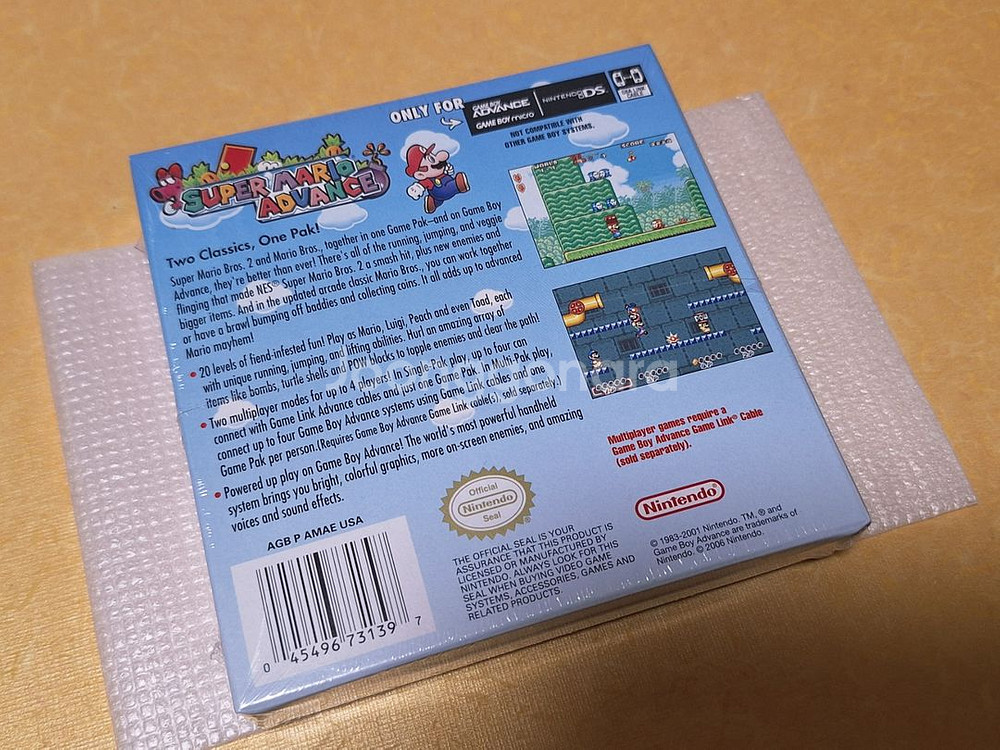 ONLY FOR
GAME BOY ADVANCE
NINTENDO DS
GAME BOY micro
GBA LINK CABLE
NOT COMPATIBLE WITH
OTHER GAME BOY SYSTEMS.
SUPER MARIO
ADVANCE
Two Classics, One Pak!
Super Mario Bros. 2 and Mario Bros., together in one Game Pak–and on Game Boy
Advance, they're better than ever! There's all of the running, jumping, and veggie
flinging that made NES® Super Mario Bros. 2 a smash hit, plus new enemies and
bigger items. And in the updated arcade classic Mario Bros., you can work together
or have a brawl bumping off baddies and collecting coins. It all adds up to advanced
Mario mayhem!
• 20 levels of fiend-infested fun! Play as Mario, Luigi, Peach and even Toad, each
with unique running, jumping, and lifting abilities. Hurl an amazing array of
items like bombs, turtle shells and POW blocks to topple enemies and clear the path!
• Two multiplayer modes for up to 4 players! In Single-Pak play, up to four can
connect with Game Link Advance cables and just one Game Pak. In Multi-Pak play,
connect up to four Game Boy Advance systems using Game Link cables and one
Game Pak per person.(Requires Game Boy Advance Game Link cable(s), sold separately.)
• Powered up play on Game Boy Advance! The world's most powerful handheld
system brings you bright, colorful graphics, more on-screen enemies, and amazing
voices and sound effects.
SCORE
POW
Multiplayer games require a
Game Boy Advance Game Link® Cable
(sold separately).
AGB P AMAE USA
0 45496 73139 7
Official
Nintendo
Seal
THE OFFICIAL SEAL IS YOUR
ASSURANCE THAT THIS PRODUCT IS
LICENSED OR MANUFACTURED BY
NINTENDO. ALWAYS LOOK FOR THIS
SEAL WHEN BUYING VIDEO GAME
SYSTEMS, ACCESSORIES, GAMES AND
RELATED PRODUCTS.
Nintendo®
© 1983-2001 Nintendo. TM, ® and
Game Boy Advance are trademarks of
Nintendo. © 2006 Nintendo.